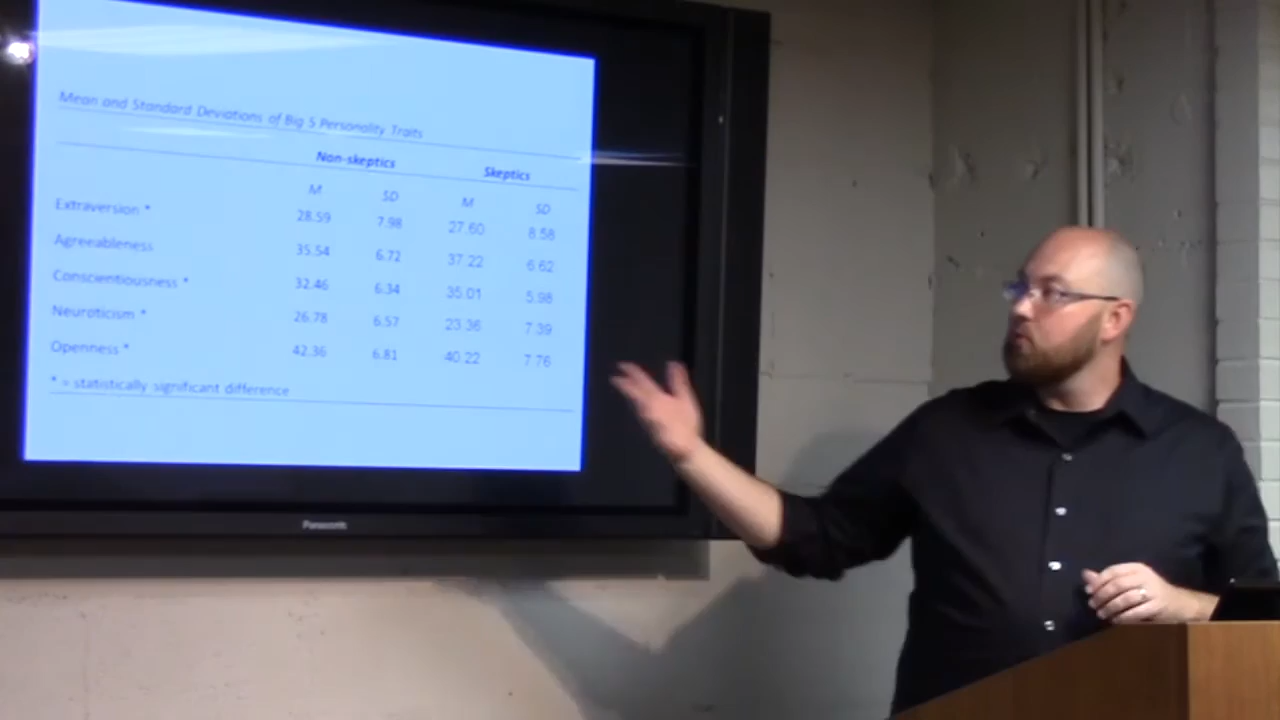 Mean and Standard Deviations of Big 5 Personality Traits
Non-skeptics Skeptics
M SD M SD
Extraversion * 28.59 7.98 27.60 8.58
Agreeableness 35.54 6.72 37.22 6.62
Conscientiousness * 32.46 6.34 35.01 5.98
Neuroticism * 26.78 6.57 23.36 7.39
Openness * 42.36 6.81 40.22 7.76
* = statistically significant difference
Panasonic